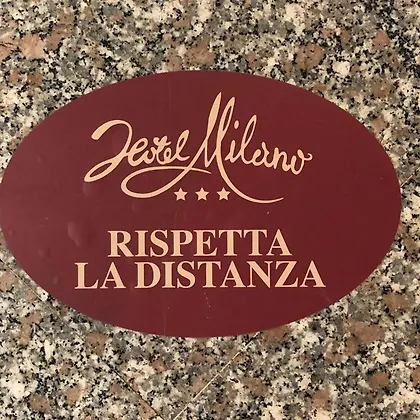 Hotel Milano
★★★
RISPETTA
LA DISTANZA